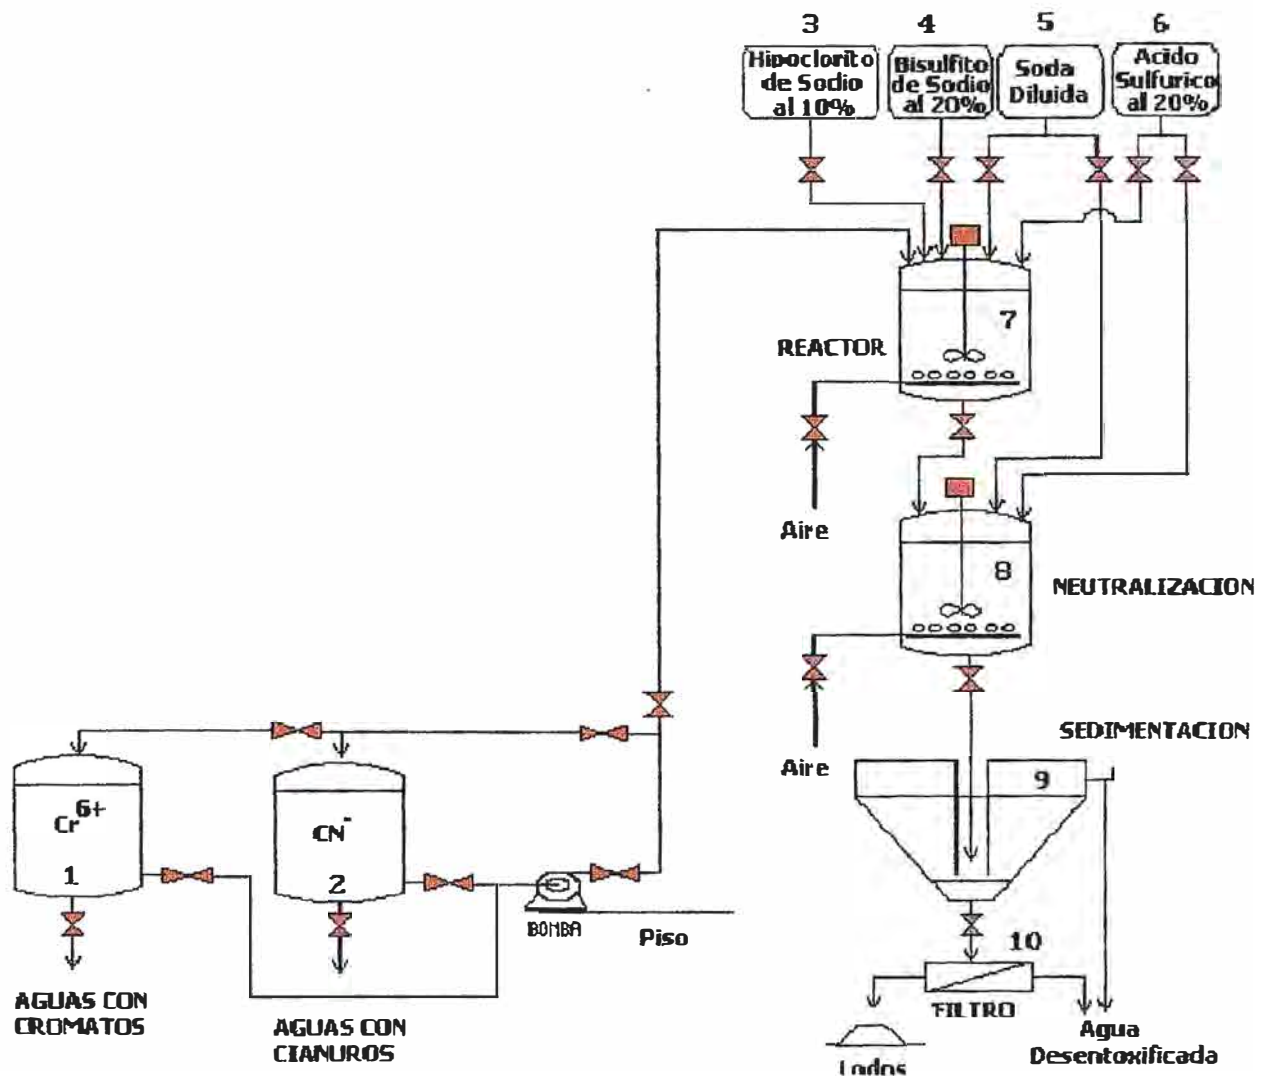 3
Hipoclorito
de Sodio
al 10%
4
Bisulfito
de Sodio
al 20%
5
Soda
Diluida
6
Acido
Sulfurico
al 20%
REACTOR
7
Aire
8
NEUTRALIZACION
Aire
SEDIMENTACION
9
Cr6+
1
CN-
2
BOMBA
Piso
10
FILTRO
AGUAS CON
CROMATOS
AGUAS CON
CIANUROS
Lodos
Agua
Desentoxificada